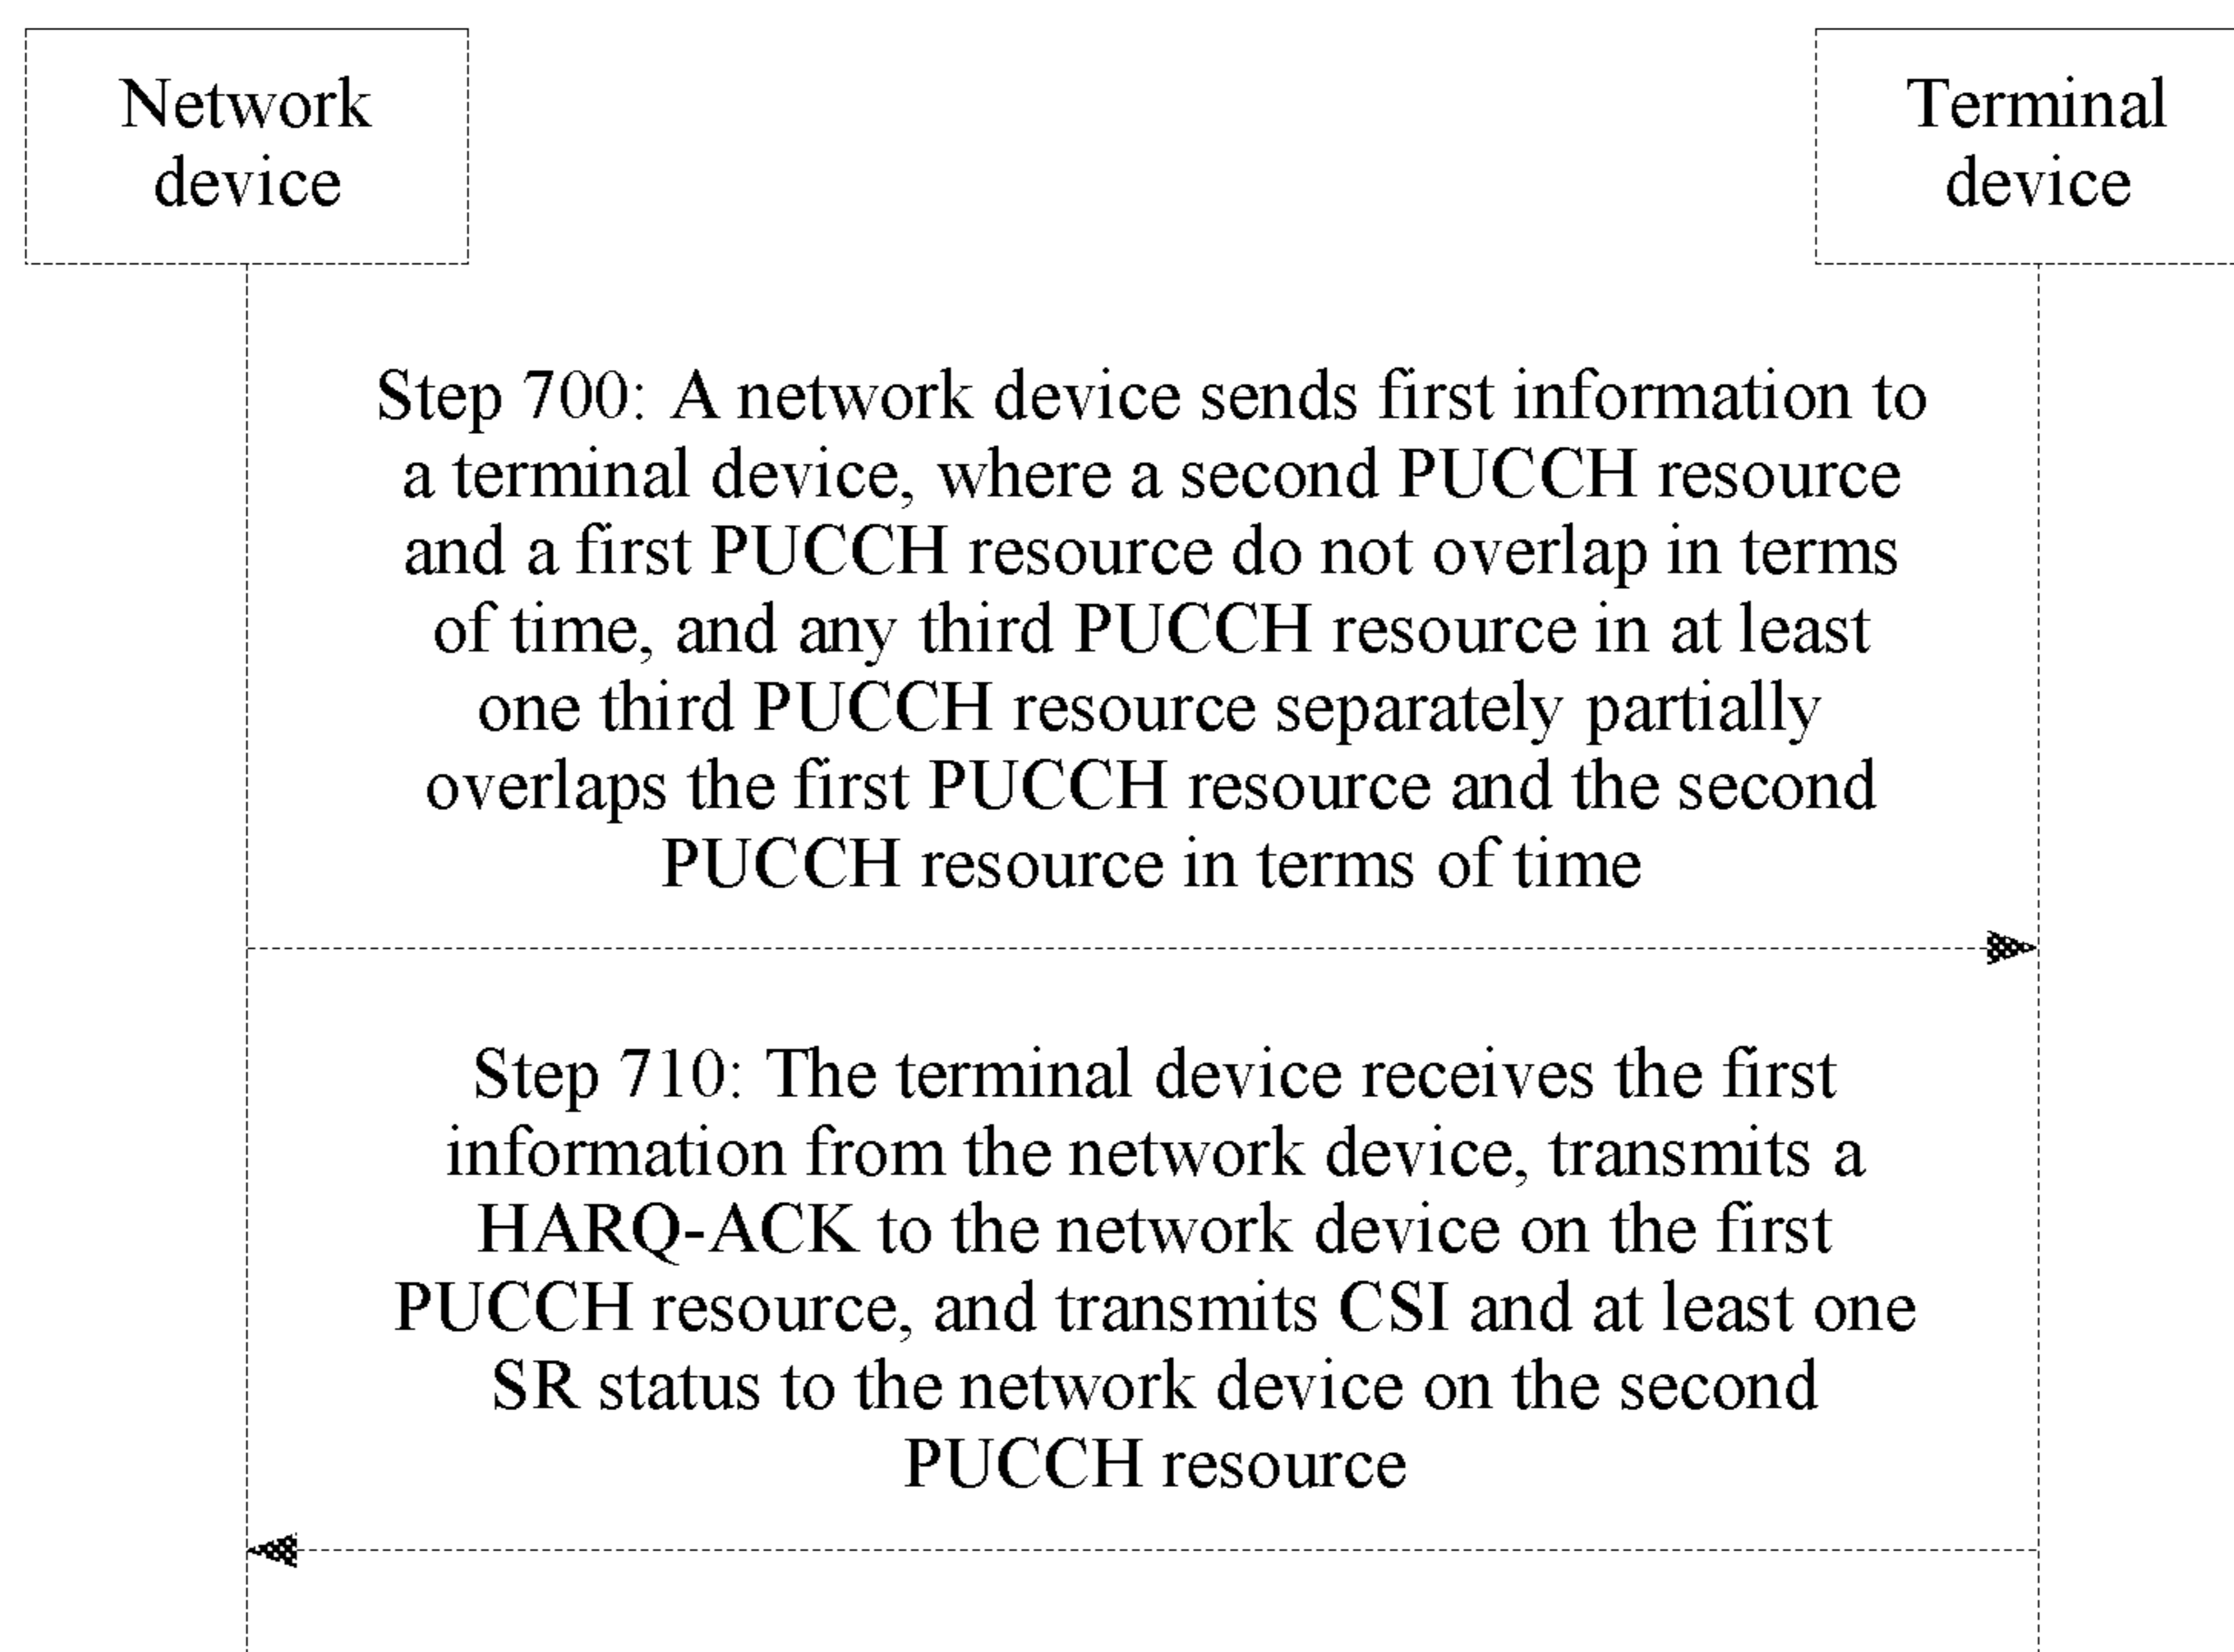 Network
device
Terminal
device
Step 700: A network device sends first information to
a terminal device, where a second PUCCH resource
and a first PUCCH resource do not overlap in terms
of time, and any third PUCCH resource in at least
one third PUCCH resource separately partially
overlaps the first PUCCH resource and the second
PUCCH resource in terms of time
Step 710: The terminal device receives the first
information from the network device, transmits a
HARQ-ACK to the network device on the first
PUCCH resource, and transmits CSI and at least one
SR status to the network device on the second
PUCCH resource